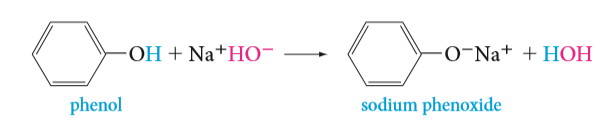 OH + Na⁺HO⁻ ⟶ O⁻Na⁺ + HOH
phenol sodium phenoxide